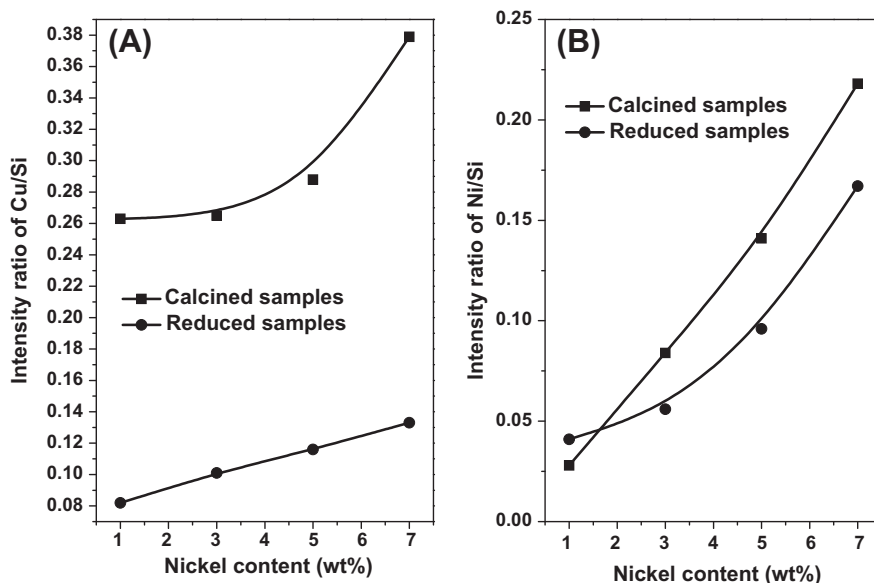 (A)
Intensity ratio of Cu/Si
0.38
0.36
0.34
0.32
0.30
0.28
0.26
0.24
0.22
0.20
0.18
0.16
0.14
0.12
0.10
0.08
Calcined samples
Reduced samples
1 2 3 4 5 6 7
Nickel content (wt%)
(B)
Intensity ratio of Ni/Si
0.25
0.20
0.15
0.10
0.05
0.00
Calcined samples
Reduced samples
1 2 3 4 5 6 7
Nickel content (wt%)